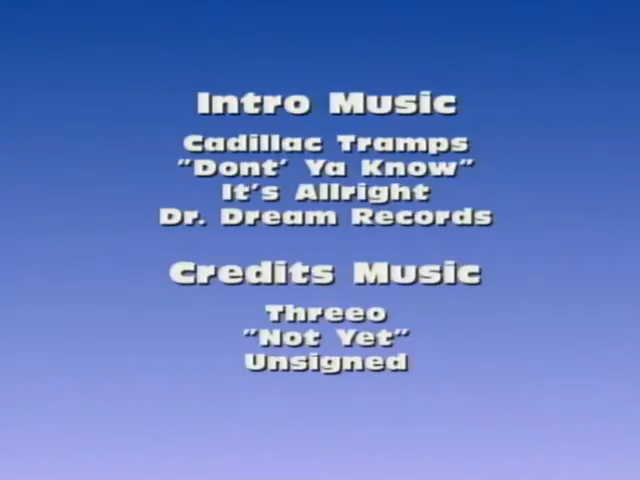 Intro Music
Cadillac Tramps
"Dont' Ya Know"
It's Allright
Dr. Dream Records
Credits Music
Threeo
"Not Yet"
Unsigned